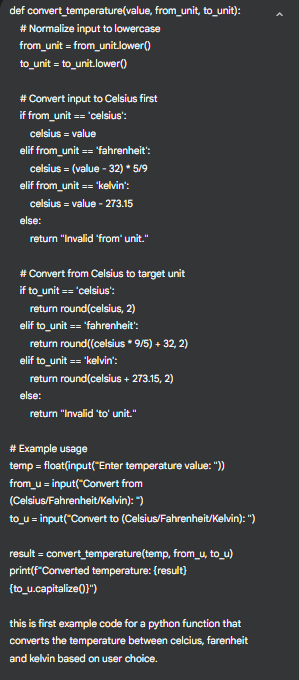 def convert_temperature(value, from_unit, to_unit):
# Normalize input to lowercase
from_unit = from_unit.lower()
to_unit = to_unit.lower()
# Convert input to Celsius first
if from_unit == 'celsius':
celsius = value
elif from_unit == 'fahrenheit':
celsius = (value - 32) * 5/9
elif from_unit == 'kelvin':
celsius = value - 273.15
else:
return "Invalid 'from' unit."
# Convert from Celsius to target unit
if to_unit == 'celsius':
return round(celsius, 2)
elif to_unit == 'fahrenheit':
return round((celsius * 9/5) + 32, 2)
elif to_unit == 'kelvin':
return round(celsius + 273.15, 2)
else:
return "Invalid 'to' unit."
# Example usage
temp = float(input("Enter temperature value: "))
from_u = input("Convert from
(Celsius/Fahrenheit/Kelvin): ")
to_u = input("Convert to (Celsius/Fahrenheit/Kelvin): ")
result = convert_temperature(temp, from_u, to_u)
print(f"Converted temperature: {result}
{to_u.capitalize()}")
this is first example code for a python function that
converts the temperature between celcius, farenheit
and kelvin based on user choice.